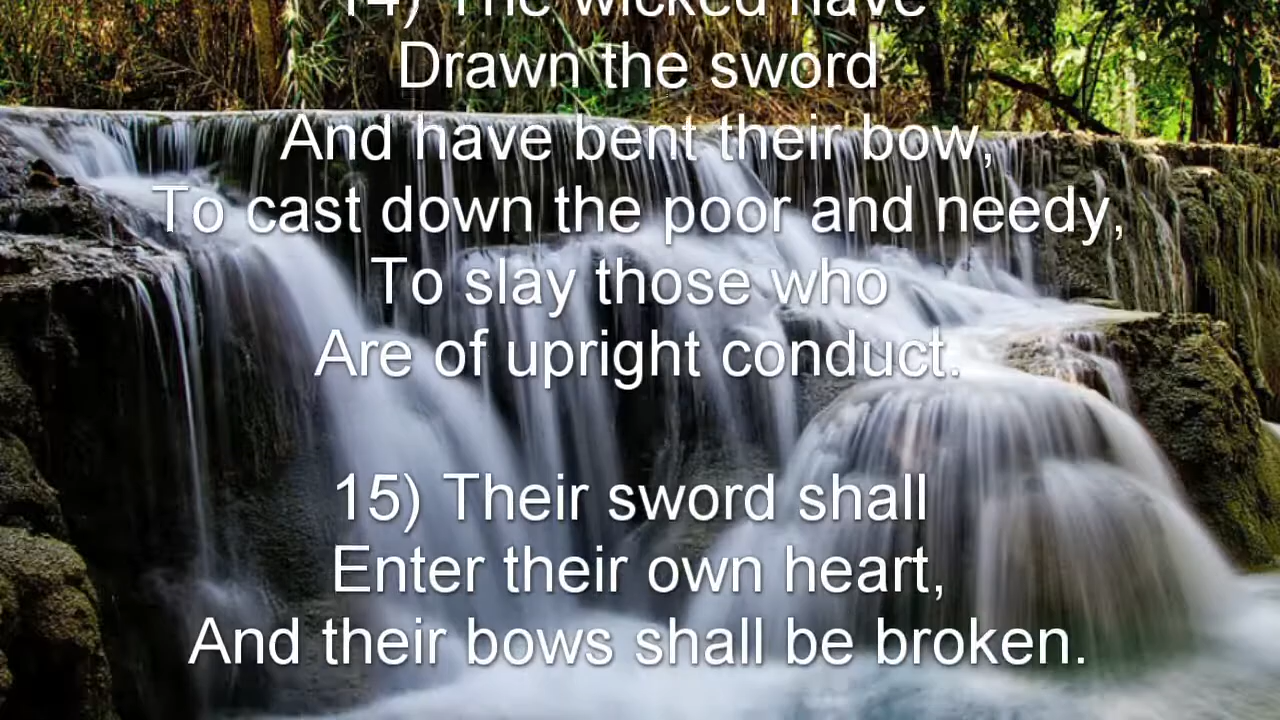 14) The wicked have
Drawn the sword
And have bent their bow,
To cast down the poor and needy,
To slay those who
Are of upright conduct.
15) Their sword shall
Enter their own heart,
And their bows shall be broken.